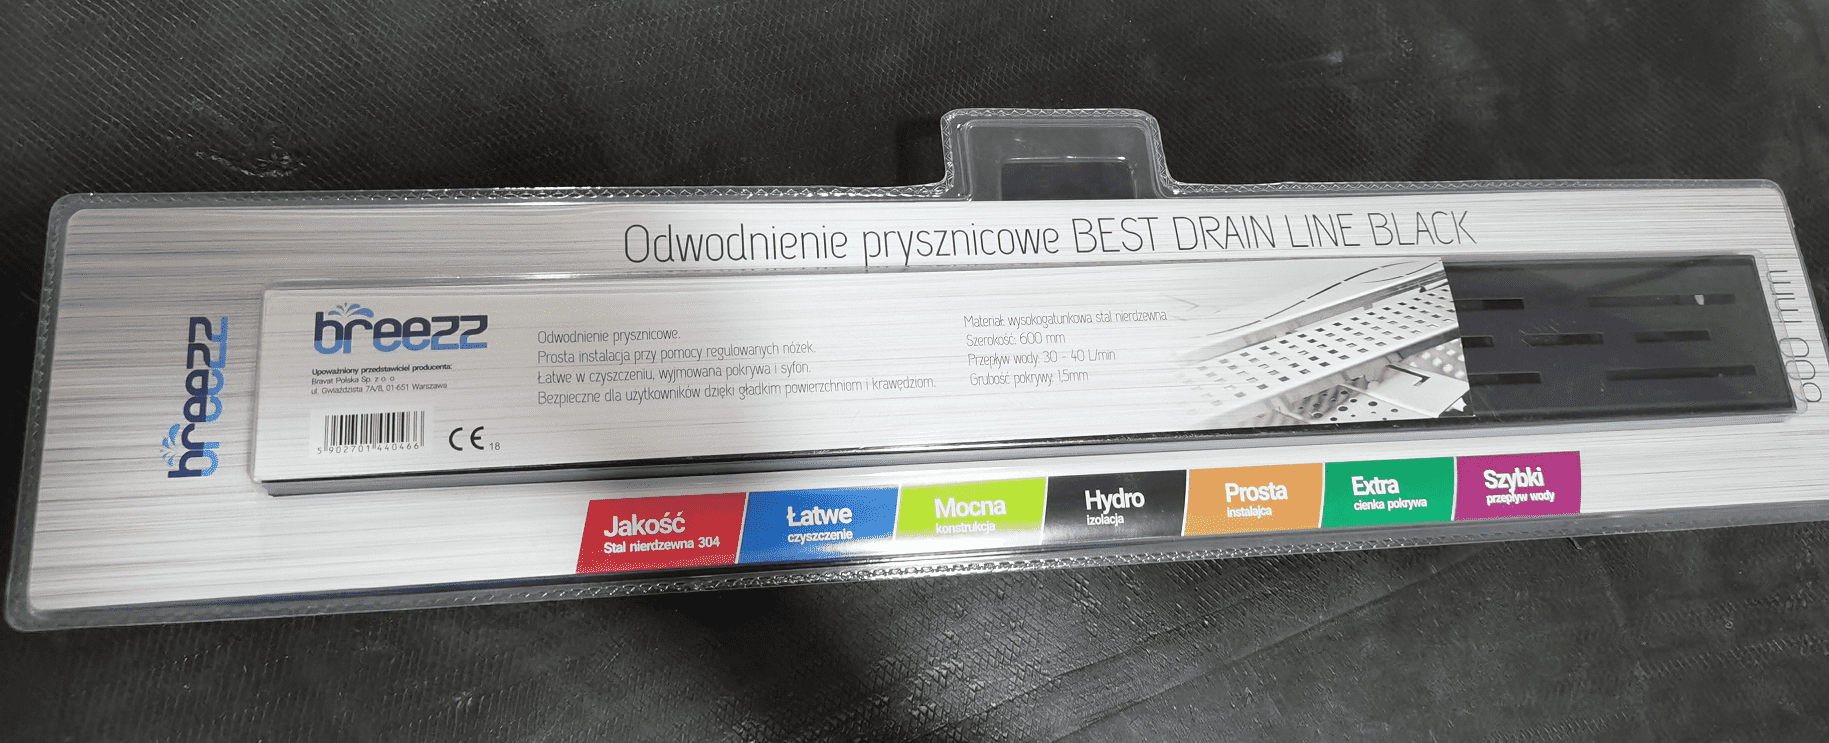 Odwodnienie prysznicowe BEST DRAIN LINE BLACK
breezz
breezz
Upoważniony przedstawiciel producenta:
Bravat Polska Sp. z o. o.
ul. Gwiaździsta 7A/8, 01-651 Warszawa
5 902701 440466
CE 18
Odwodnienie prysznicowe.
Prosta instalacja przy pomocy regulowanych nóżek.
Łatwe w czyszczeniu, wyjmowana pokrywa i syfon.
Bezpieczne dla uzytkowników dzięki gładkim powierzchniom i krawędziom.
Materiał: wysokogatunkowa stal nierdzewna
Szerokość: 600 mm
Przepływ wody: 30 - 40 L/min
Grubość pokrywy: 1,5mm
600 mm
Jakość
Stal nierdzewna 304
Łatwe
czyszczenie
Mocna
konstrukcja
Hydro
izolacja
Prosta
instalajca
Extra
cienka pokrywa
Szybki
przepływ wody